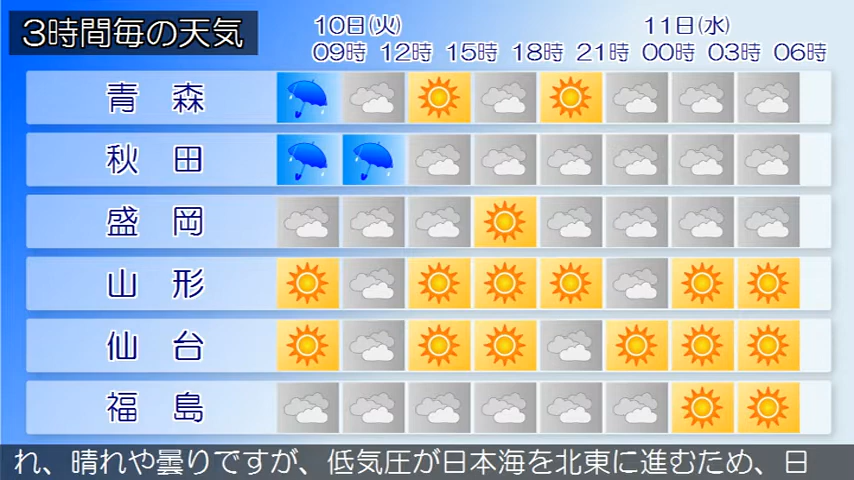 3時間毎の天気
10日(火) 11日(水)
09時 12時 15時 18時 21時 00時 03時 06時
青森
秋田
盛岡
山形
仙台
福島
れ、晴れや曇りですが、低気圧が日本海を北東に進むため、日